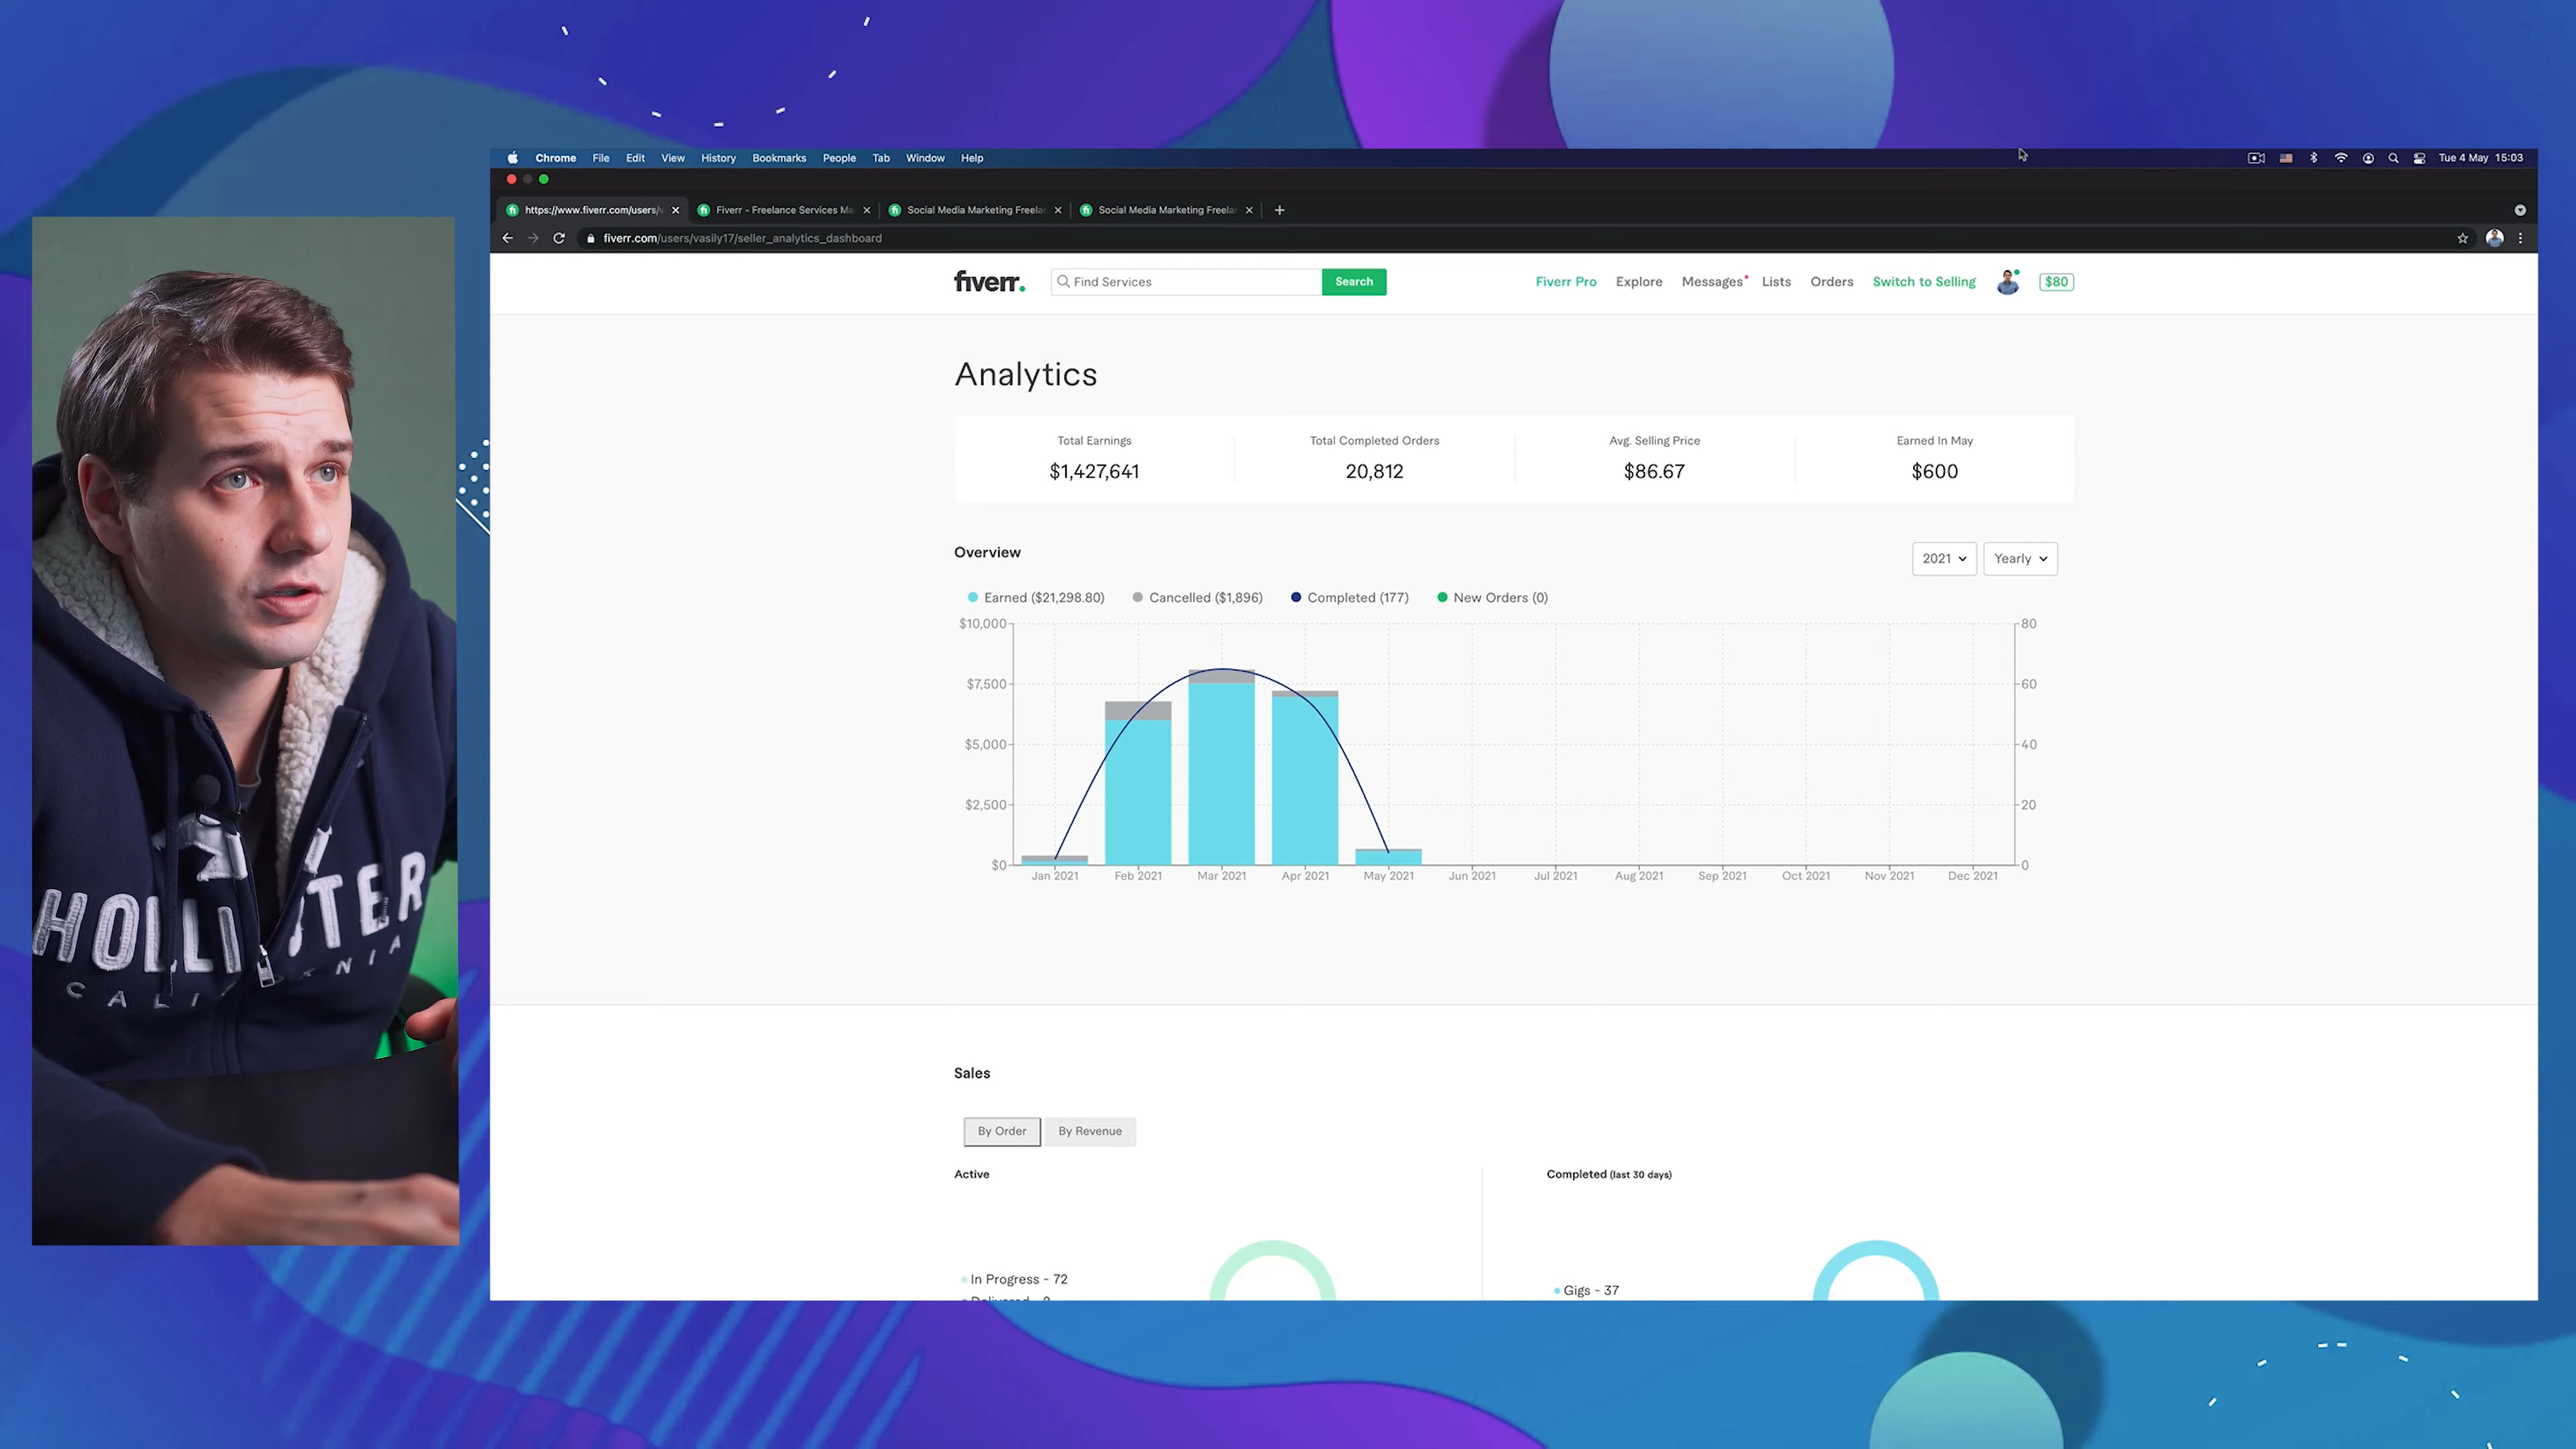 Chrome File Edit View History Bookmarks People Tab Window Help
Tue 4 May 15:03
https://www.fiverr.com/users/v
Fiverr - Freelance Services Ma
Social Media Marketing Freelan
Social Media Marketing Freelan
fiverr.com/users/vasily17/seller_analytics_dashboard
fiverr.
Find Services
Search
Fiverr Pro Explore Messages Lists Orders Switch to Selling $80
Analytics
Total Earnings Total Completed Orders Avg. Selling Price Earned In May
$1,427,641 20,812 $86.67 $600
Overview
2021 Yearly
Earned ($21,298.80) Cancelled ($1,896) Completed (177) New Orders (0)
$10,000 80
$7,500 60
$5,000 40
$2,500 20
$0 0
Jan 2021 Feb 2021 Mar 2021 Apr 2021 May 2021 Jun 2021 Jul 2021 Aug 2021 Sep 2021 Oct 2021 Nov 2021 Dec 2021
Sales
By Order By Revenue
Active
Completed (last 30 days)
In Progress - 72
Gigs - 37